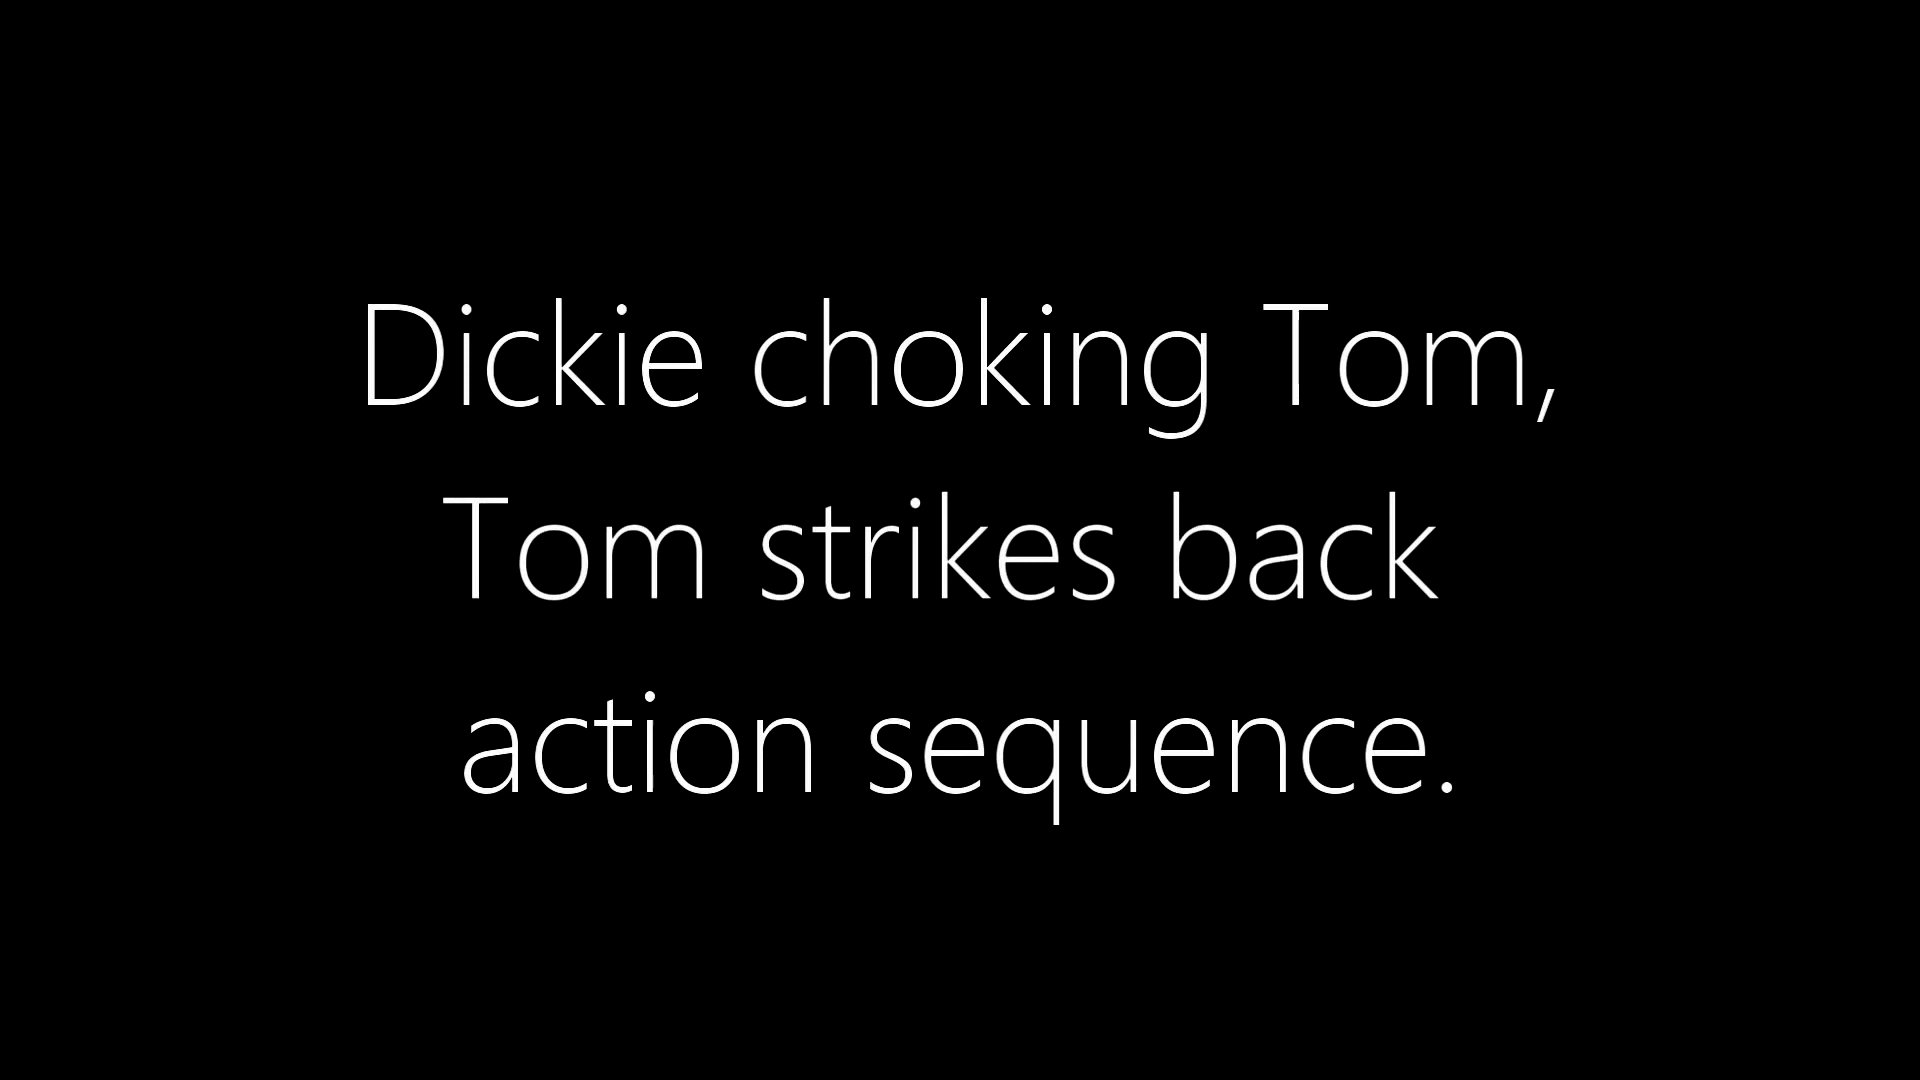 Dickie choking Tom,
Tom strikes back
action sequence.